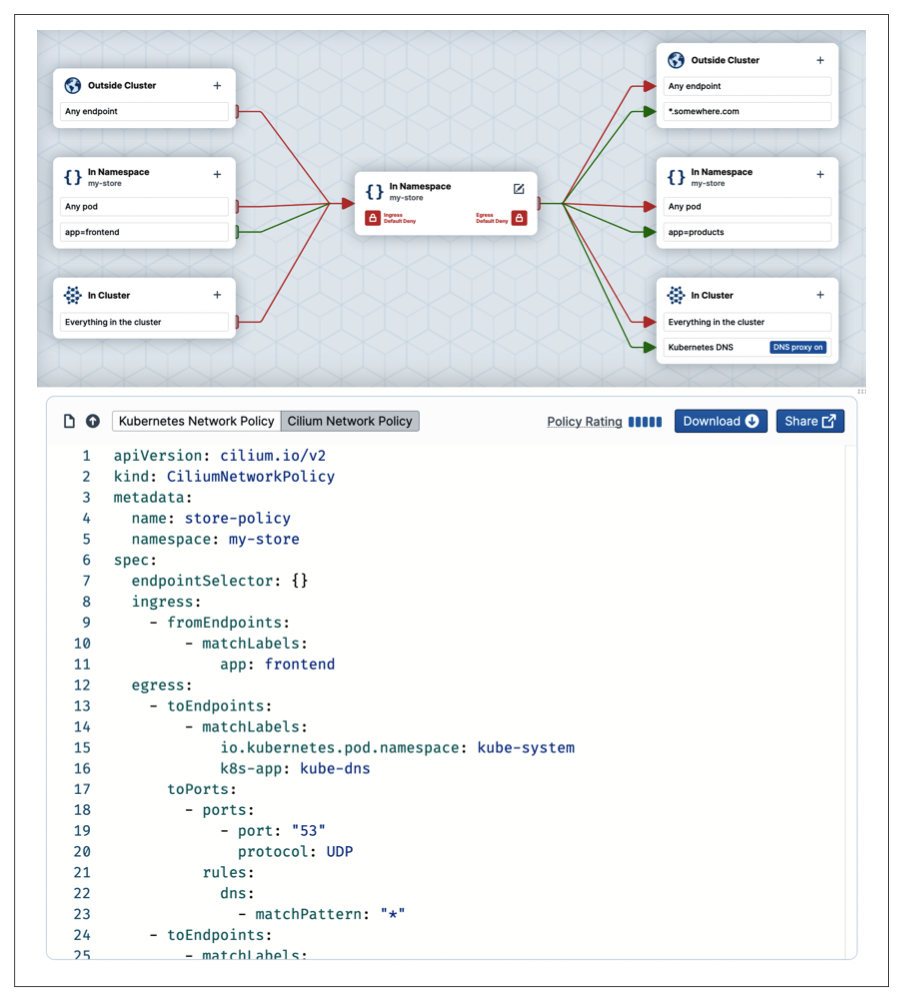 Outside Cluster +
Any endpoint
{} In Namespace +
my-store
Any pod
app=frontend
In Cluster +
Everything in the cluster
{} In Namespace
my-store
Ingress
Default Deny
Egress
Default Deny
Outside Cluster +
Any endpoint
*.somewhere.com
{} In Namespace +
my-store
Any pod
app=products
In Cluster +
Everything in the cluster
Kubernetes DNS DNS proxy on
Kubernetes Network Policy Cilium Network Policy Policy Rating Download Share
1 apiVersion: cilium.io/v2
2 kind: CiliumNetworkPolicy
3 metadata:
4 name: store-policy
5 namespace: my-store
6 spec:
7 endpointSelector: {}
8 ingress:
9 - fromEndpoints:
10 - matchLabels:
11 app: frontend
12 egress:
13 - toEndpoints:
14 - matchLabels:
15 io.kubernetes.pod.namespace: kube-system
16 k8s-app: kube-dns
17 toPorts:
18 - ports:
19 - port: "53"
20 protocol: UDP
21 rules:
22 dns:
23 - matchPattern: "*"
24 - toEndpoints:
25 - matchLabels: